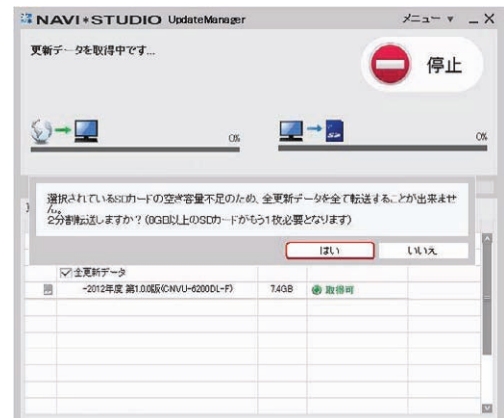 NAVI*STUDIO UpdateManager
メニュー ▼
更新データを取得中です...
停止
0%
0%
選択されているSDカードの空き容量不足のため、全更新データを全て転送することが出来ませ
ん。
2分割転送しますか？(8GB以上のSDカードがもう1枚必要となります)
はい
いいえ
全更新データ
-2012年度 第1.0.0版(CNVU-6200DL-F)
7.4GB
取得可